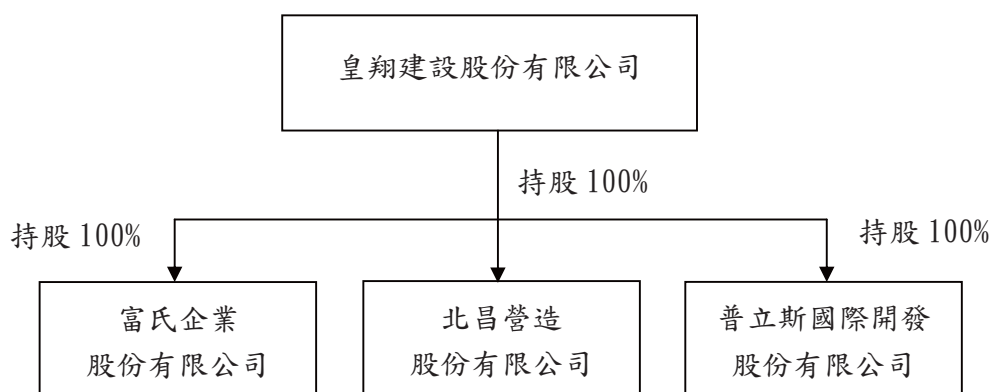 皇翔建設股份有限公司
持股 100%
持股 100%
持股 100%
富氏企業
股份有限公司
北昌營造
股份有限公司
普立斯國際開發
股份有限公司